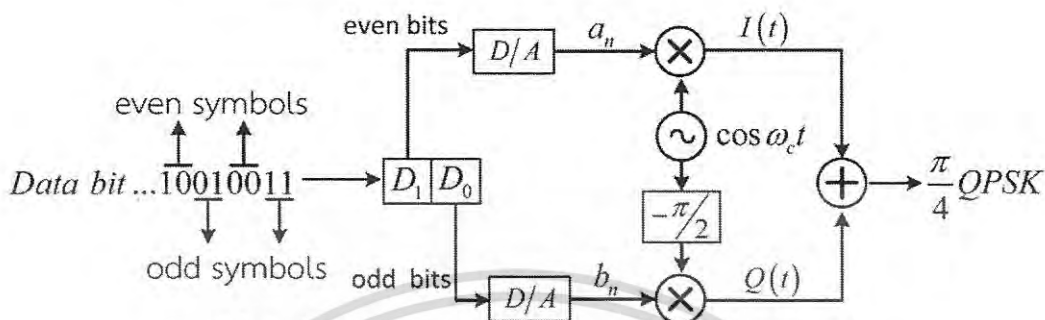 even bits
D/A
a_n
I(t)
even symbols
cos ω_c t
Data bit ...10010011
D_1 D_0
π/4 QPSK
-π/2
odd symbols
odd bits
D/A
b_n
Q(t)